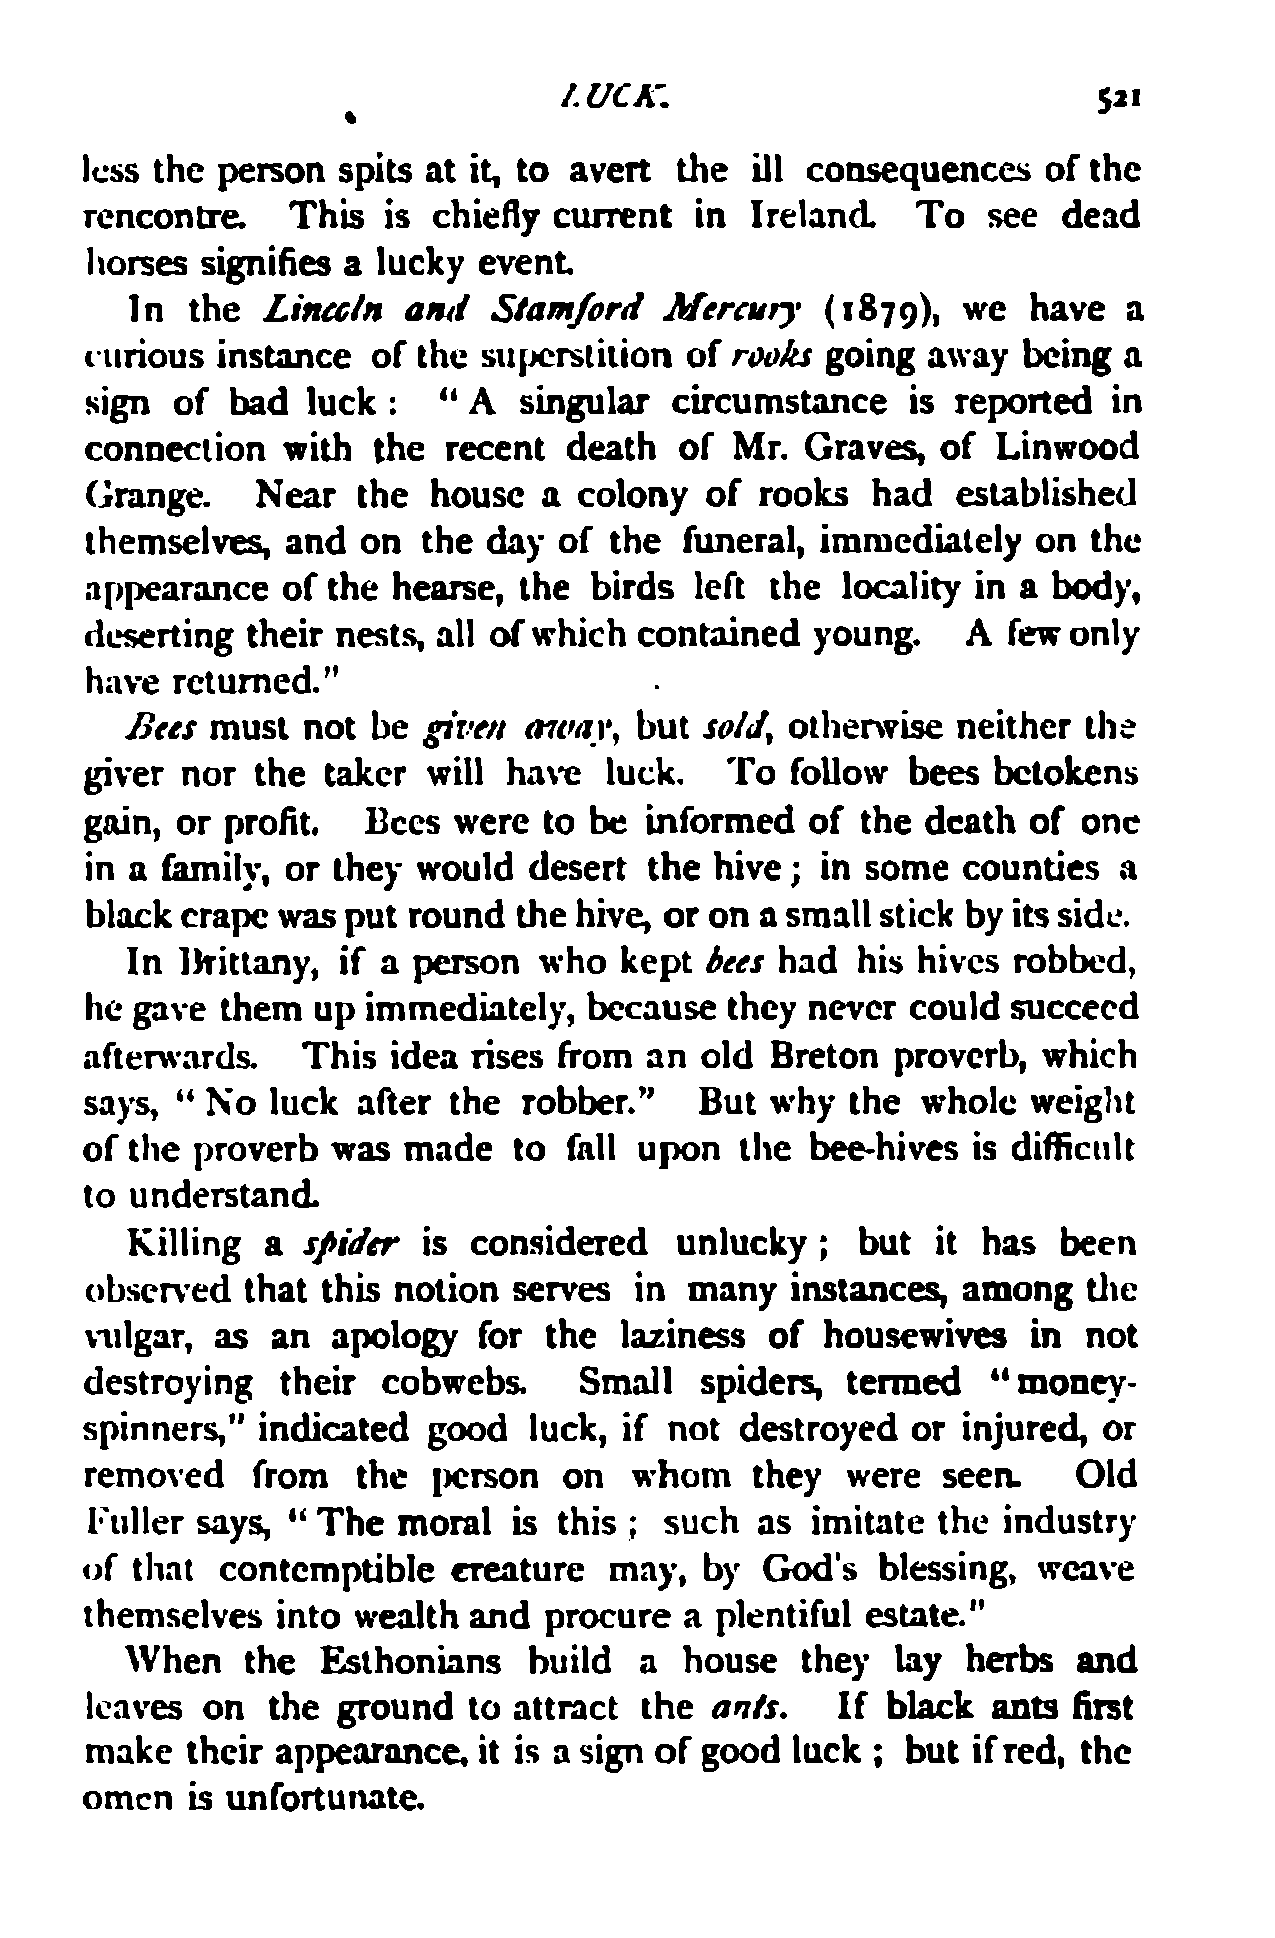 LUCK. 521
less the person spits at it, to avert the ill consequences of the
rencontre. This is chiefly current in Ireland. To see dead
horses signifies a lucky event.
In the Lincoln and Stamford Mercury (1879), we have a
curious instance of the superstition of rooks going away being a
sign of bad luck : " A singular circumstance is reported in
connection with the recent death of Mr. Graves, of Linwood
Grange. Near the house a colony of rooks had established
themselves, and on the day of the funeral, immediately on the
appearance of the hearse, the birds left the locality in a body,
deserting their nests, all of which contained young. A few only
have returned."
Bees must not be given away, but sold, otherwise neither the
giver nor the taker will have luck. To follow bees betokens
gain, or profit. Bees were to be informed of the death of one
in a family, or they would desert the hive ; in some counties a
black crape was put round the hive, or on a small stick by its side.
In Brittany, if a person who kept bees had his hives robbed,
he gave them up immediately, because they never could succeed
afterwards. This idea rises from an old Breton proverb, which
says, " No luck after the robber." But why the whole weight
of the proverb was made to fall upon the bee-hives is difficult
to understand.
Killing a spider is considered unlucky ; but it has been
observed that this notion serves in many instances, among the
vulgar, as an apology for the laziness of housewives in not
destroying their cobwebs. Small spiders, termed " money-
spinners," indicated good luck, if not destroyed or injured, or
removed from the person on whom they were seen. Old
Fuller says, " The moral is this ; such as imitate the industry
of that contemptible creature may, by God's blessing, weave
themselves into wealth and procure a plentiful estate."
When the Esthonians build a house they lay herbs and
leaves on the ground to attract the ants. If black ants first
make their appearance, it is a sign of good luck ; but if red, the
omen is unfortunate.